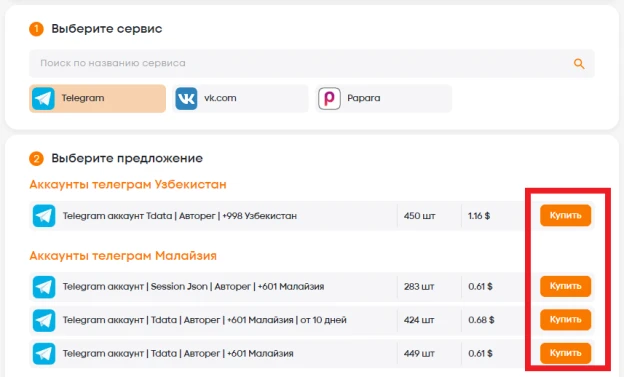 1 Выберите сервис
Поиск по названию сервиса
Telegram vk.com Papara
2 Выберите предложение
Аккаунты телеграм Узбекистан
Telegram аккаунт Tdata | Авторег | +998 Узбекистан 450 шт 1.16 $ Купить
Аккаунты телеграм Малайзия
Telegram аккаунт | Session Json | Авторег | +601 Малайзия 283 шт 0.61 $ Купить
Telegram аккаунт | Tdata | Авторег | +601 Малайзия | от 10 дней 424 шт 0.68 $ Купить
Telegram аккаунт | Tdata | Авторег | +601 Малайзия 449 шт 0.61 $ Купить